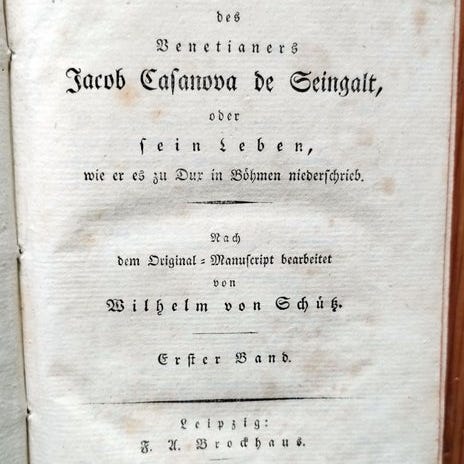 des
Venetianers
Jacob Caſanova de Seingalt,
oder
ſein Leben,
wie er es zu Dux in Böhmen niederſchrieb.
Nach
dem Original-Manuſcript bearbeitet
von
Wilhelm von Schütz.
Erſter Band.
Leipzig:
F. A. Brockhaus.